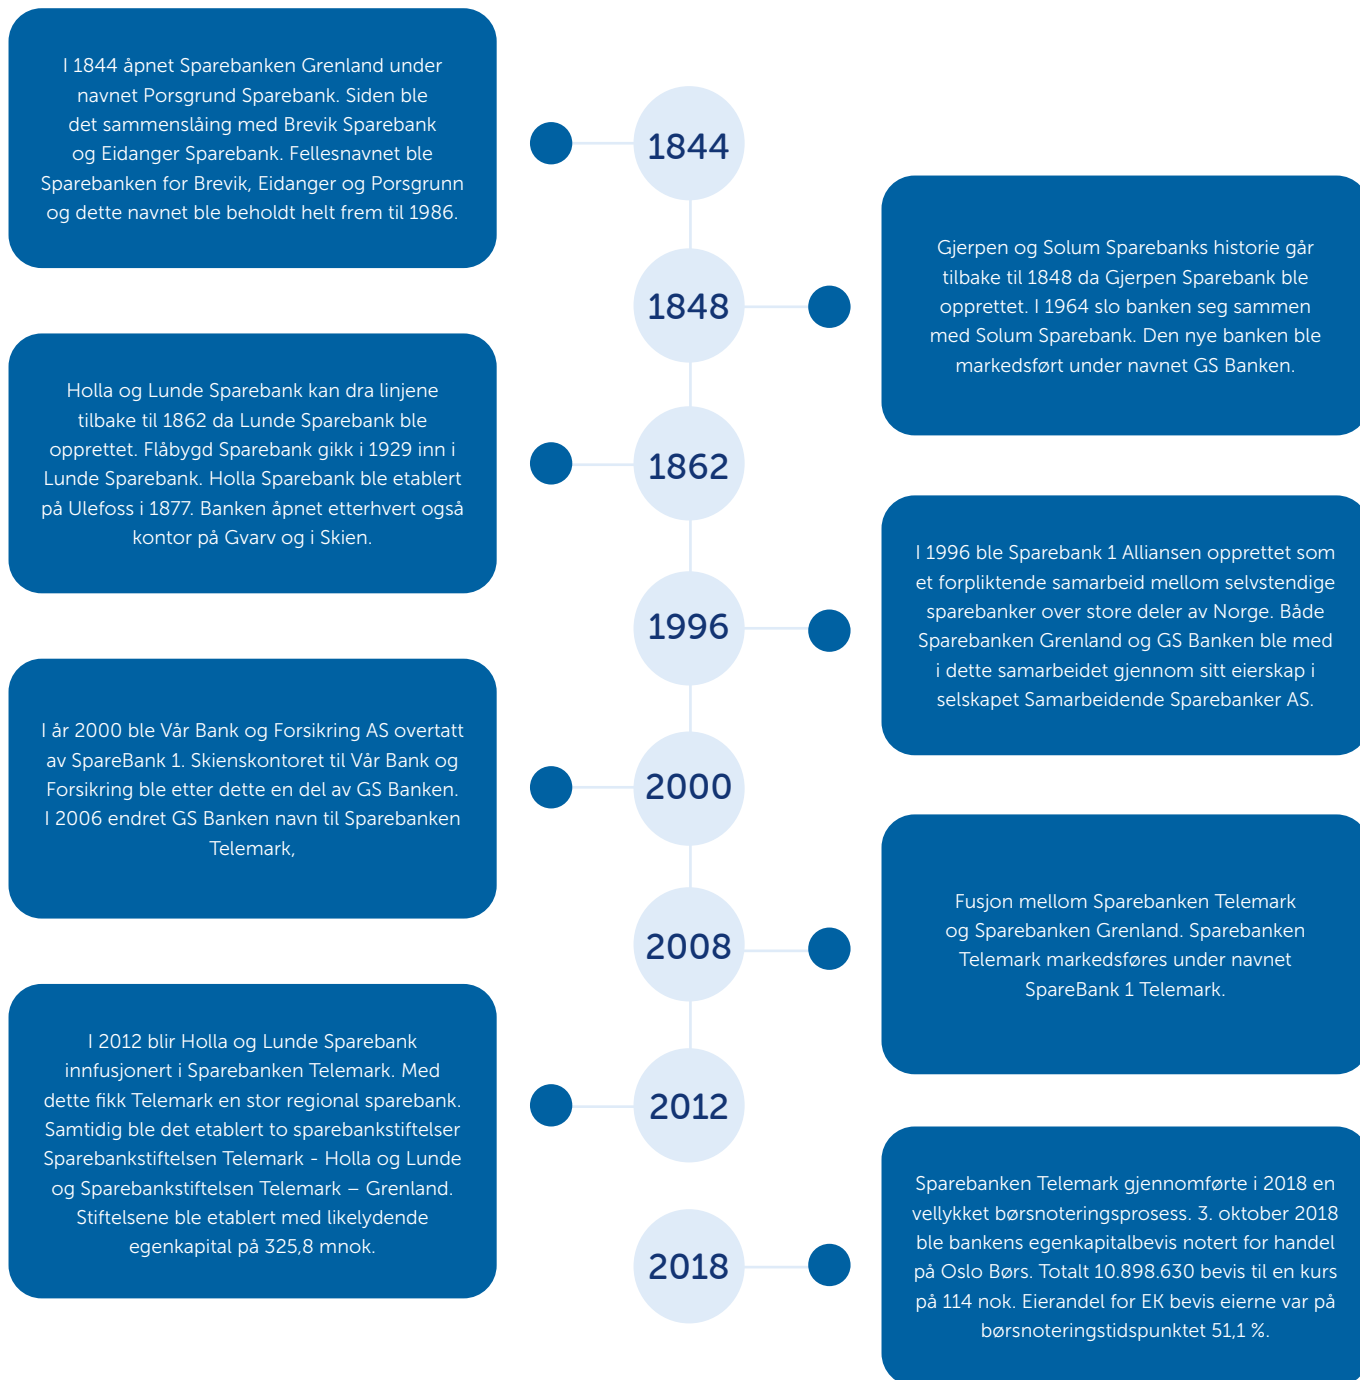 I 1844 åpnet Sparebanken Grenland under
navnet Porsgrund Sparebank. Siden ble
det sammenslåing med Brevik Sparebank
og Eidanger Sparebank. Fellesnavnet ble
Sparebanken for Brevik, Eidanger og Porsgrunn
og dette navnet ble beholdt helt frem til 1986.
1844
Gjerpen og Solum Sparebanks historie går
tilbake til 1848 da Gjerpen Sparebank ble
opprettet. I 1964 slo banken seg sammen
med Solum Sparebank. Den nye banken ble
markedsført under navnet GS Banken.
1848
Holla og Lunde Sparebank kan dra linjene
tilbake til 1862 da Lunde Sparebank ble
opprettet. Flåbygd Sparebank gikk i 1929 inn i
Lunde Sparebank. Holla Sparebank ble etablert
på Ulefoss i 1877. Banken åpnet etterhvert også
kontor på Gvarv og i Skien.
1862
I 1996 ble Sparebank 1 Alliansen opprettet som
et forpliktende samarbeid mellom selvstendige
sparebanker over store deler av Norge. Både
Sparebanken Grenland og GS Banken ble med
i dette samarbeidet gjennom sitt eierskap i
selskapet Samarbeidende Sparebanker AS.
1996
I år 2000 ble Vår Bank og Forsikring AS overtatt
av SpareBank 1. Skienskontoret til Vår Bank og
Forsikring ble etter dette en del av GS Banken.
I 2006 endret GS Banken navn til Sparebanken
Telemark,
2000
Fusjon mellom Sparebanken Telemark
og Sparebanken Grenland. Sparebanken
Telemark markedsføres under navnet
SpareBank 1 Telemark.
2008
I 2012 blir Holla og Lunde Sparebank
innfusjonert i Sparebanken Telemark. Med
dette fikk Telemark en stor regional sparebank.
Samtidig ble det etablert to sparebankstiftelser
Sparebankstiftelsen Telemark - Holla og Lunde
og Sparebankstiftelsen Telemark – Grenland.
Stiftelsene ble etablert med likelydende
egenkapital på 325,8 mnok.
2012
Sparebanken Telemark gjennomførte i 2018 en
vellykket børsnoteringsprosess. 3. oktober 2018
ble bankens egenkapitalbevis notert for handel
på Oslo Børs. Totalt 10.898.630 bevis til en kurs
på 114 nok. Eierandel for EK bevis eierne var på
børsnoteringstidspunktet 51,1 %.
2018